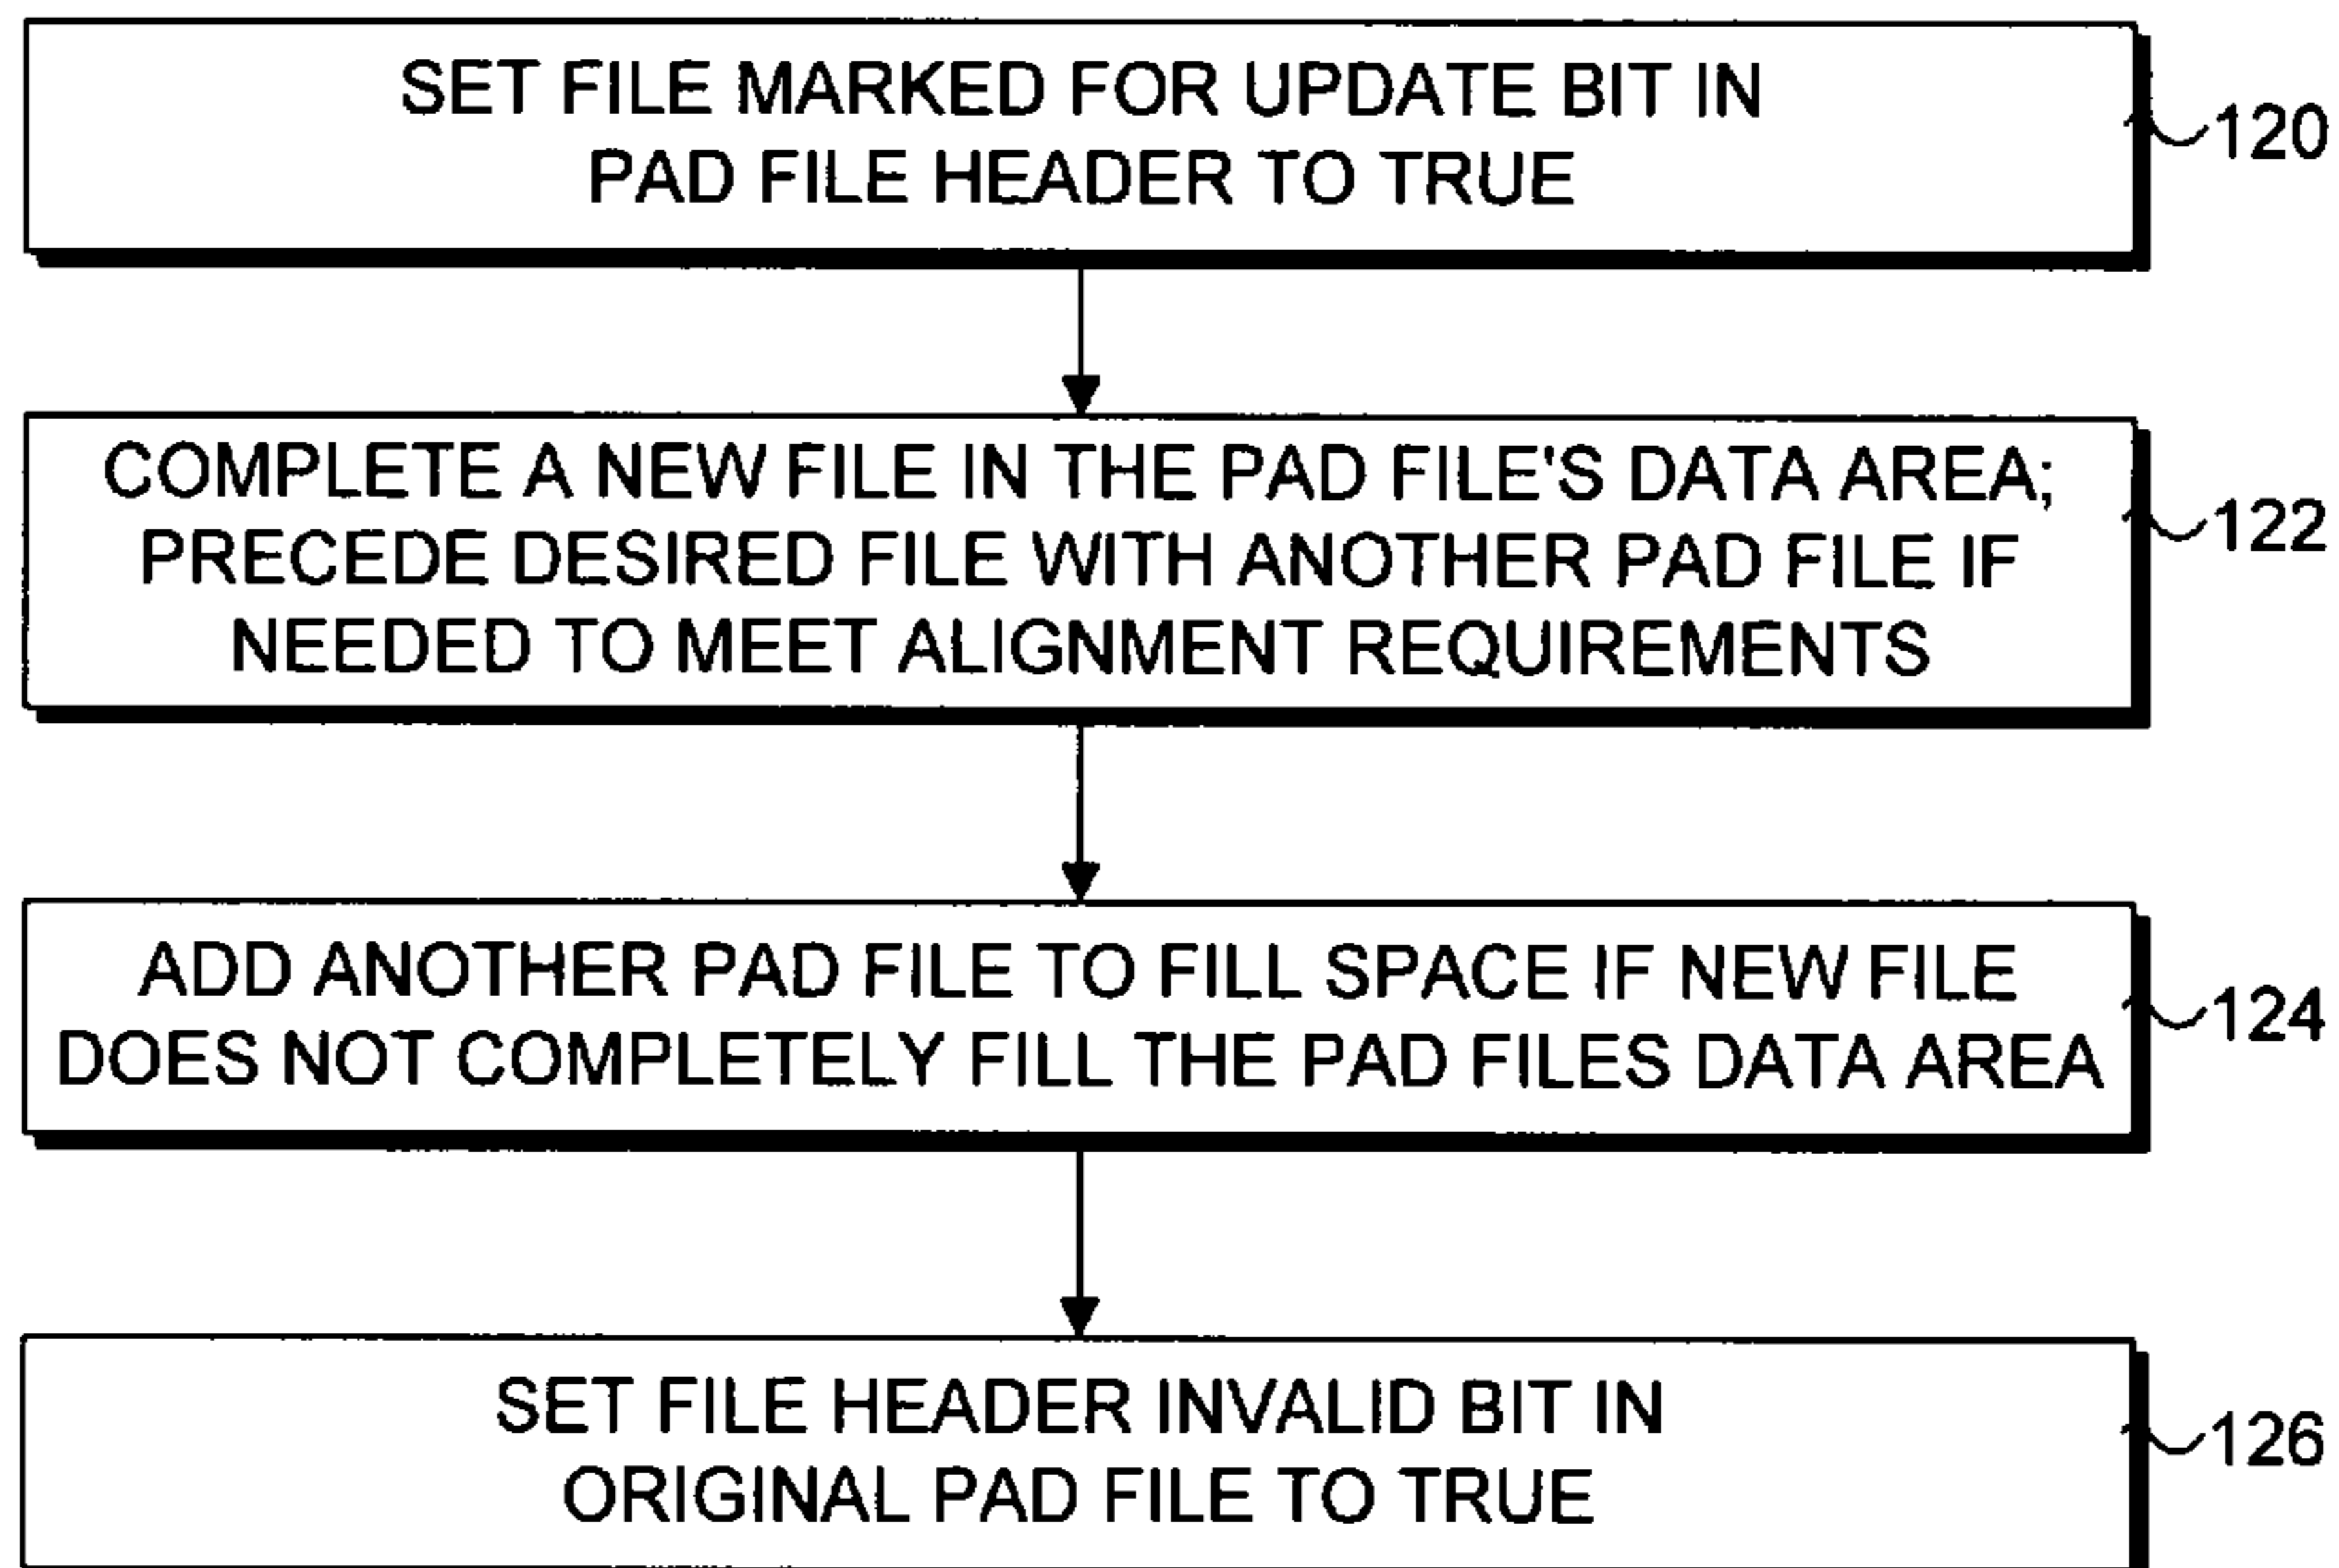 SET FILE MARKED FOR UPDATE BIT IN
PAD FILE HEADER TO TRUE
120
COMPLETE A NEW FILE IN THE PAD FILE'S DATA AREA;
PRECEDE DESIRED FILE WITH ANOTHER PAD FILE IF
NEEDED TO MEET ALIGNMENT REQUIREMENTS
122
ADD ANOTHER PAD FILE TO FILL SPACE IF NEW FILE
DOES NOT COMPLETELY FILL THE PAD FILES DATA AREA
124
SET FILE HEADER INVALID BIT IN
ORIGINAL PAD FILE TO TRUE
126